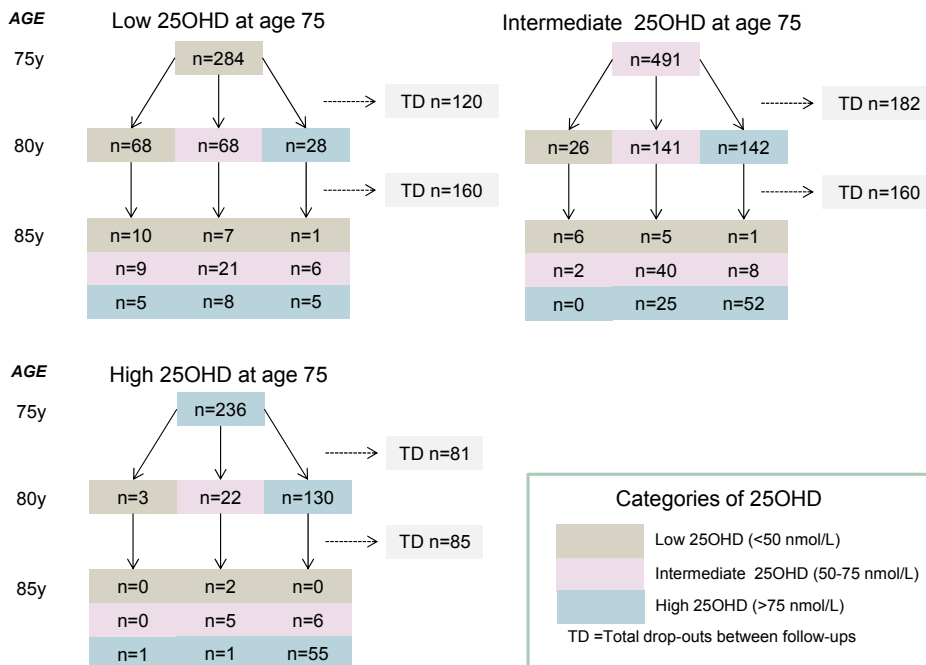 AGE
Low 25OHD at age 75
75y
n=284
TD n=120
80y
n=68 n=68 n=28
TD n=160
85y
n=10 n=7 n=1
n=9 n=21 n=6
n=5 n=8 n=5
Intermediate 25OHD at age 75
n=491
TD n=182
n=26 n=141 n=142
TD n=160
n=6 n=5 n=1
n=2 n=40 n=8
n=0 n=25 n=52
AGE
High 25OHD at age 75
75y
n=236
TD n=81
80y
n=3 n=22 n=130
TD n=85
85y
n=0 n=2 n=0
n=0 n=5 n=6
n=1 n=1 n=55
Categories of 25OHD
Low 25OHD (<50 nmol/L)
Intermediate 25OHD (50-75 nmol/L)
High 25OHD (>75 nmol/L)
TD =Total drop-outs between follow-ups